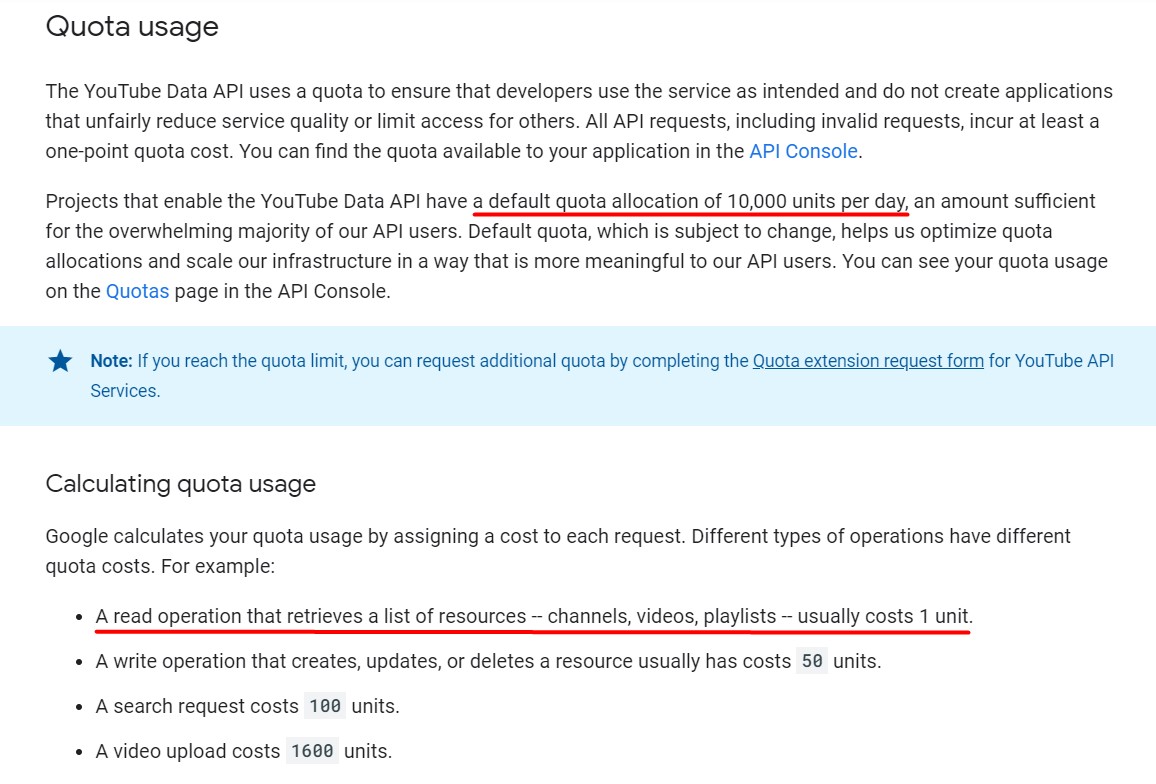 Quota usage
The YouTube Data API uses a quota to ensure that developers use the service as intended and do not create applications
that unfairly reduce service quality or limit access for others. All API requests, including invalid requests, incur at least a
one-point quota cost. You can find the quota available to your application in the API Console.
Projects that enable the YouTube Data API have a default quota allocation of 10,000 units per day, an amount sufficient
for the overwhelming majority of our API users. Default quota, which is subject to change, helps us optimize quota
allocations and scale our infrastructure in a way that is more meaningful to our API users. You can see your quota usage
on the Quotas page in the API Console.
Note: If you reach the quota limit, you can request additional quota by completing the Quota extension request form for YouTube API
Services.
Calculating quota usage
Google calculates your quota usage by assigning a cost to each request. Different types of operations have different
quota costs. For example:
• A read operation that retrieves a list of resources -- channels, videos, playlists -- usually costs 1 unit.
• A write operation that creates, updates, or deletes a resource usually has costs 50 units.
• A search request costs 100 units.
• A video upload costs 1600 units.